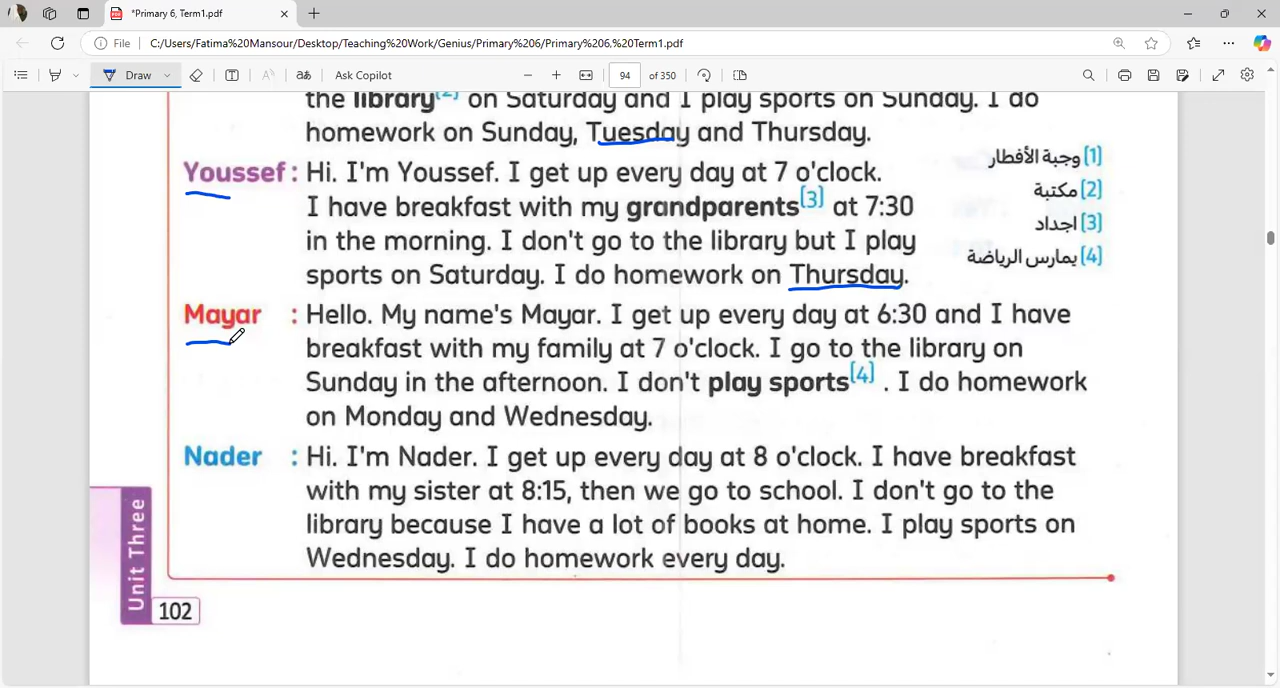 *Primary 6, Term1.pdf
File
C:/Users/Fatima%20Mansour/Desktop/Teaching%20Work/Genius/Primary%206/Primary%206.%20Term1.pdf
Draw
Ask Copilot
94 of 350
the library [2] on Saturday and I play sports on Sunday. I do
homework on Sunday, Tuesday and Thursday.
Youssef : Hi. I'm Youssef. I get up every day at 7 o'clock.
I have breakfast with my grandparents [3] at 7:30
in the morning. I don't go to the library but I play
sports on Saturday. I do homework on Thursday.
[1] وجبة الأفطار
[2] مكتبة
[3] اجداد
[4] يمارس الرياضة
Mayar : Hello. My name's Mayar. I get up every day at 6:30 and I have
breakfast with my family at 7 o'clock. I go to the library on
Sunday in the afternoon. I don't play sports [4] . I do homework
on Monday and Wednesday.
Nader : Hi. I'm Nader. I get up every day at 8 o'clock. I have breakfast
with my sister at 8:15, then we go to school. I don't go to the
library because I have a lot of books at home. I play sports on
Wednesday. I do homework every day.
Unit Three
102